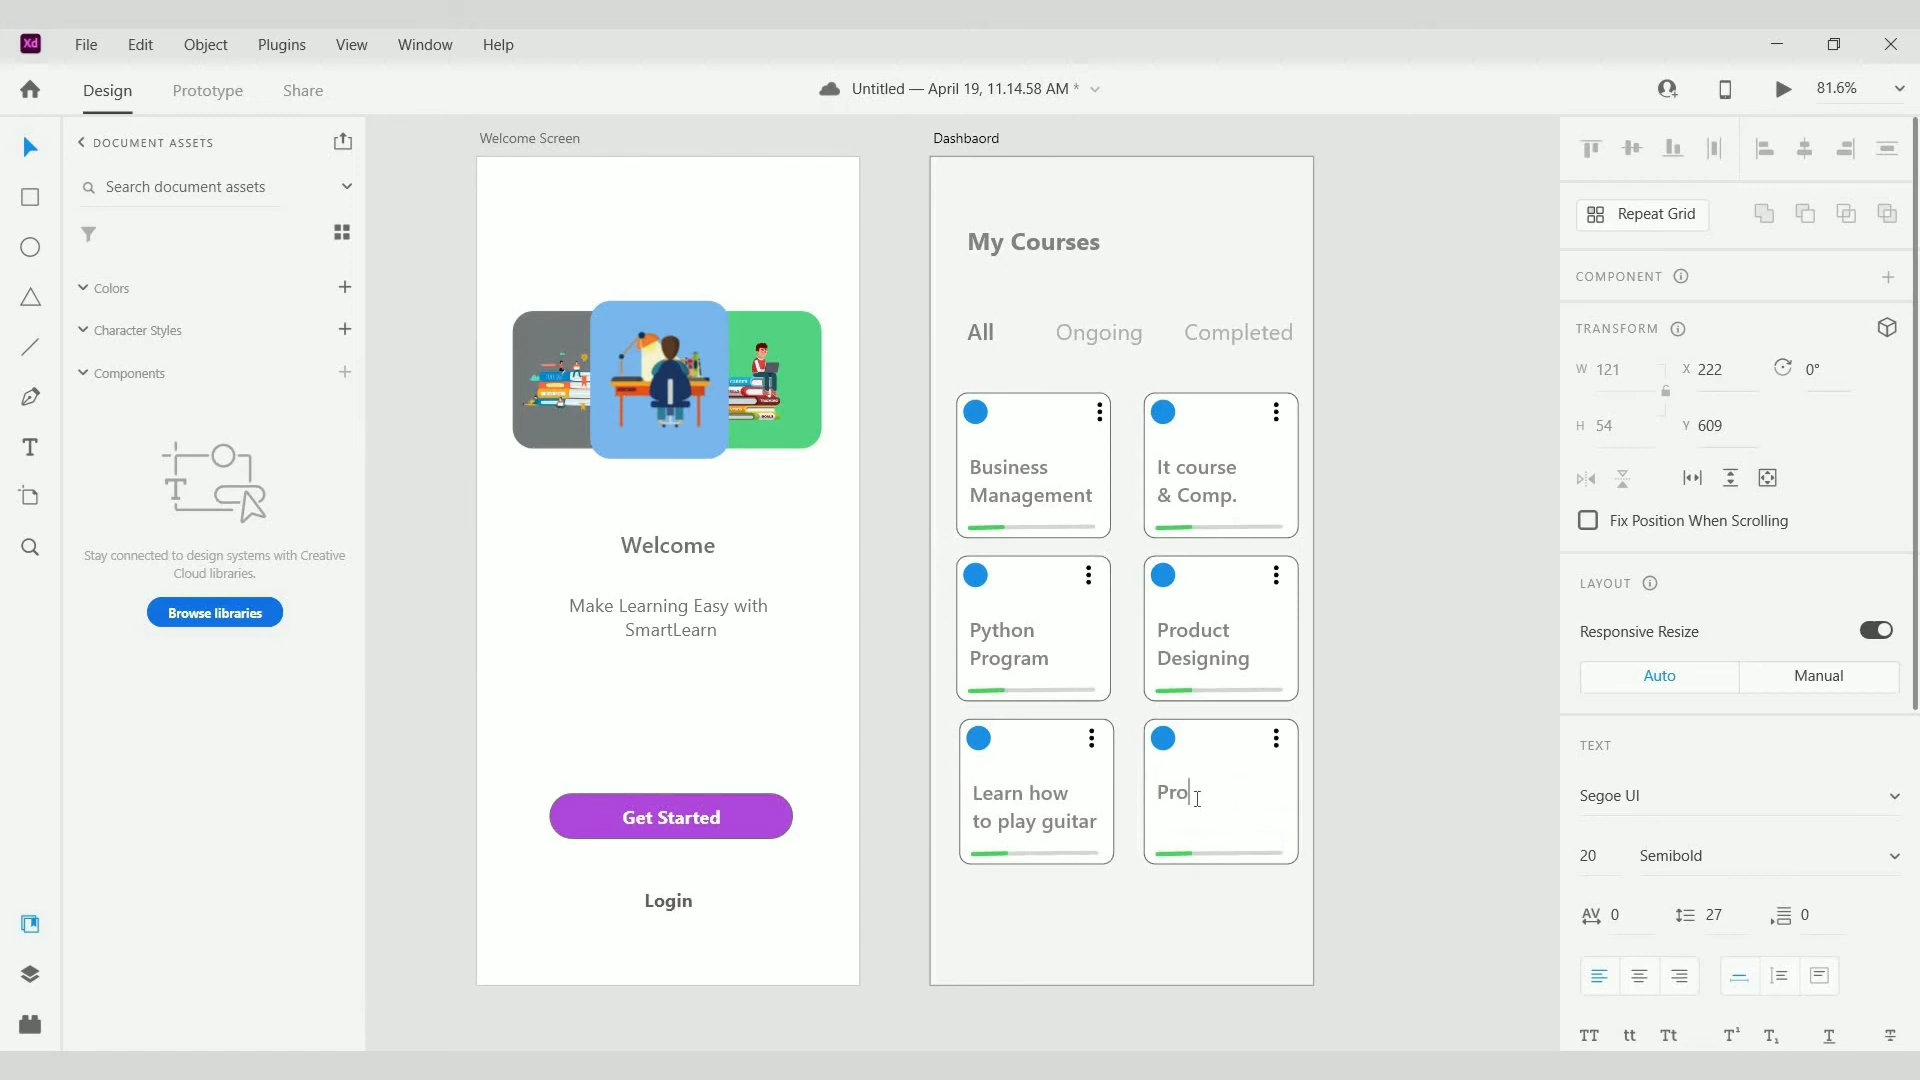 Xd
File Edit Object Plugins View Window Help
Design Prototype Share
Untitled — April 19, 11.14.58 AM *
81.6%
DOCUMENT ASSETS
Search document assets
Colors
Character Styles
Components
Stay connected to design systems with Creative
Cloud libraries.
Browse libraries
Welcome Screen
Welcome
Make Learning Easy with
SmartLearn
Get Started
Login
Dashbaord
My Courses
All Ongoing Completed
Business
Management
It course
& Comp.
Python
Program
Product
Designing
Learn how
to play guitar
Pro
Repeat Grid
COMPONENT
TRANSFORM
W 121 X 222 0°
H 54 Y 609
Fix Position When Scrolling
LAYOUT
Responsive Resize
Auto Manual
TEXT
Segoe UI
20 Semibold
AV 0 27 0
TT tt Tt T¹ T₁ T T